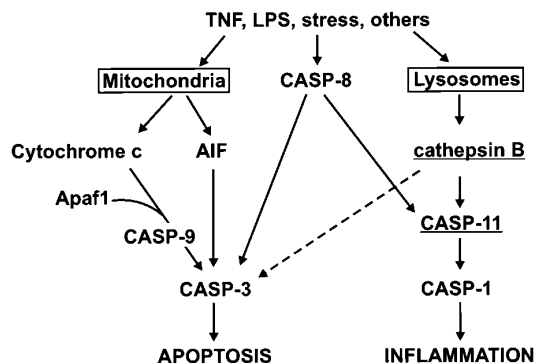 TNF, LPS, stress, others
Mitochondria
CASP-8
Lysosomes
Cytochrome c
AIF
cathepsin B
Apaf1
CASP-9
CASP-11
CASP-3
CASP-1
APOPTOSIS
INFLAMMATION